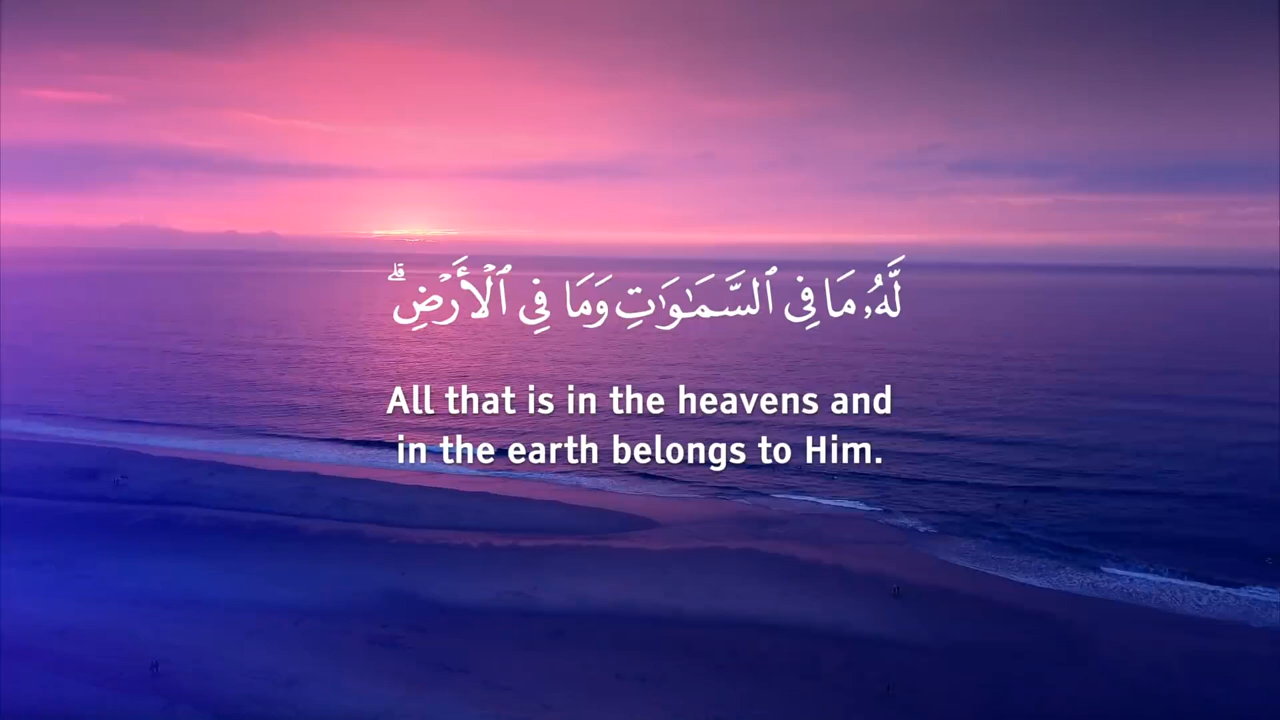 لَّهُۥ مَا فِى ٱلسَّمَـٰوَٰتِ وَمَا فِى ٱلْأَرْضِ ۗ
All that is in the heavens and
in the earth belongs to Him.